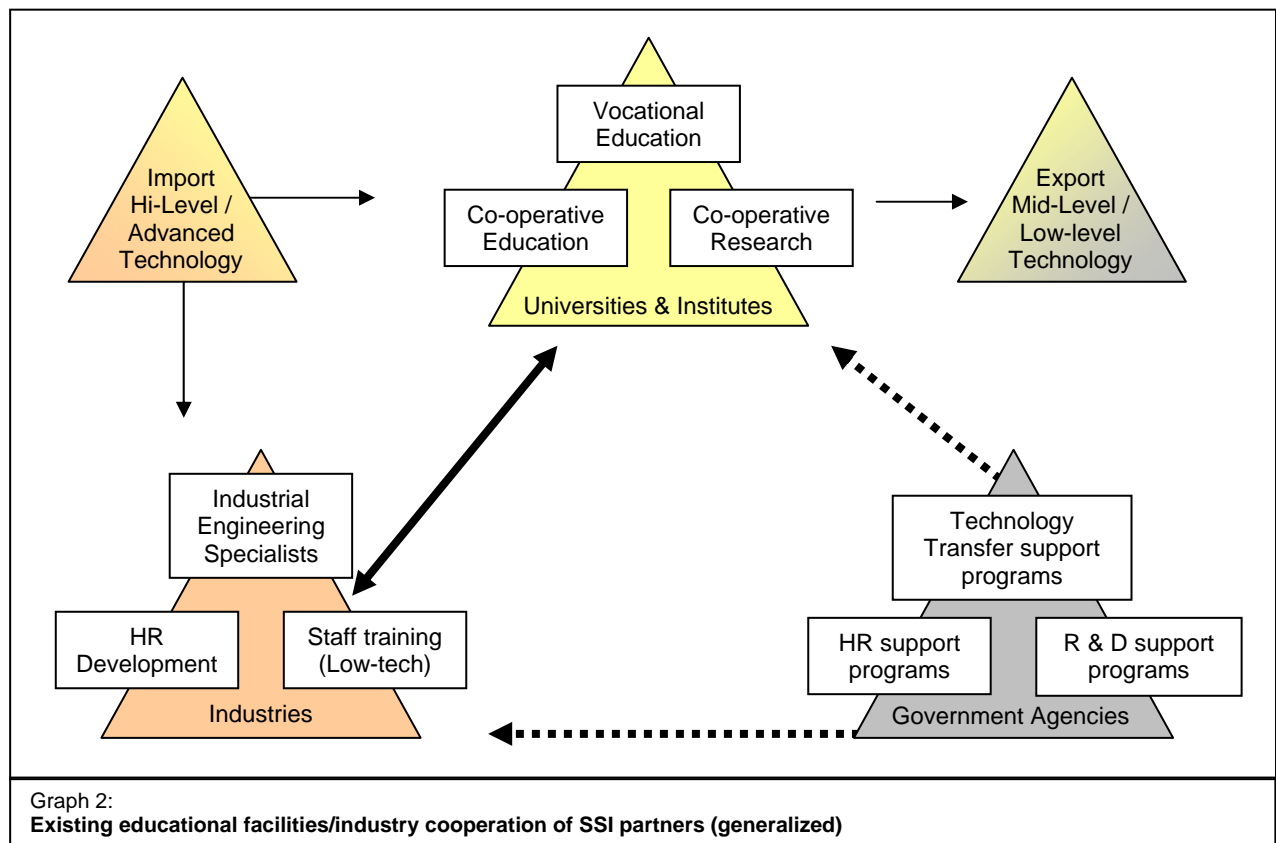 Import
Hi-Level /
Advanced
Technology
Vocational
Education
Co-operative
Education
Co-operative
Research
Universities & Institutes
Export
Mid-Level /
Low-level
Technology
Industrial
Engineering
Specialists
HR
Development
Staff training
(Low-tech)
Industries
Technology
Transfer support
programs
HR support
programs
R & D support
programs
Government Agencies
Graph 2:
Existing educational facilities/industry cooperation of SSI partners (generalized)